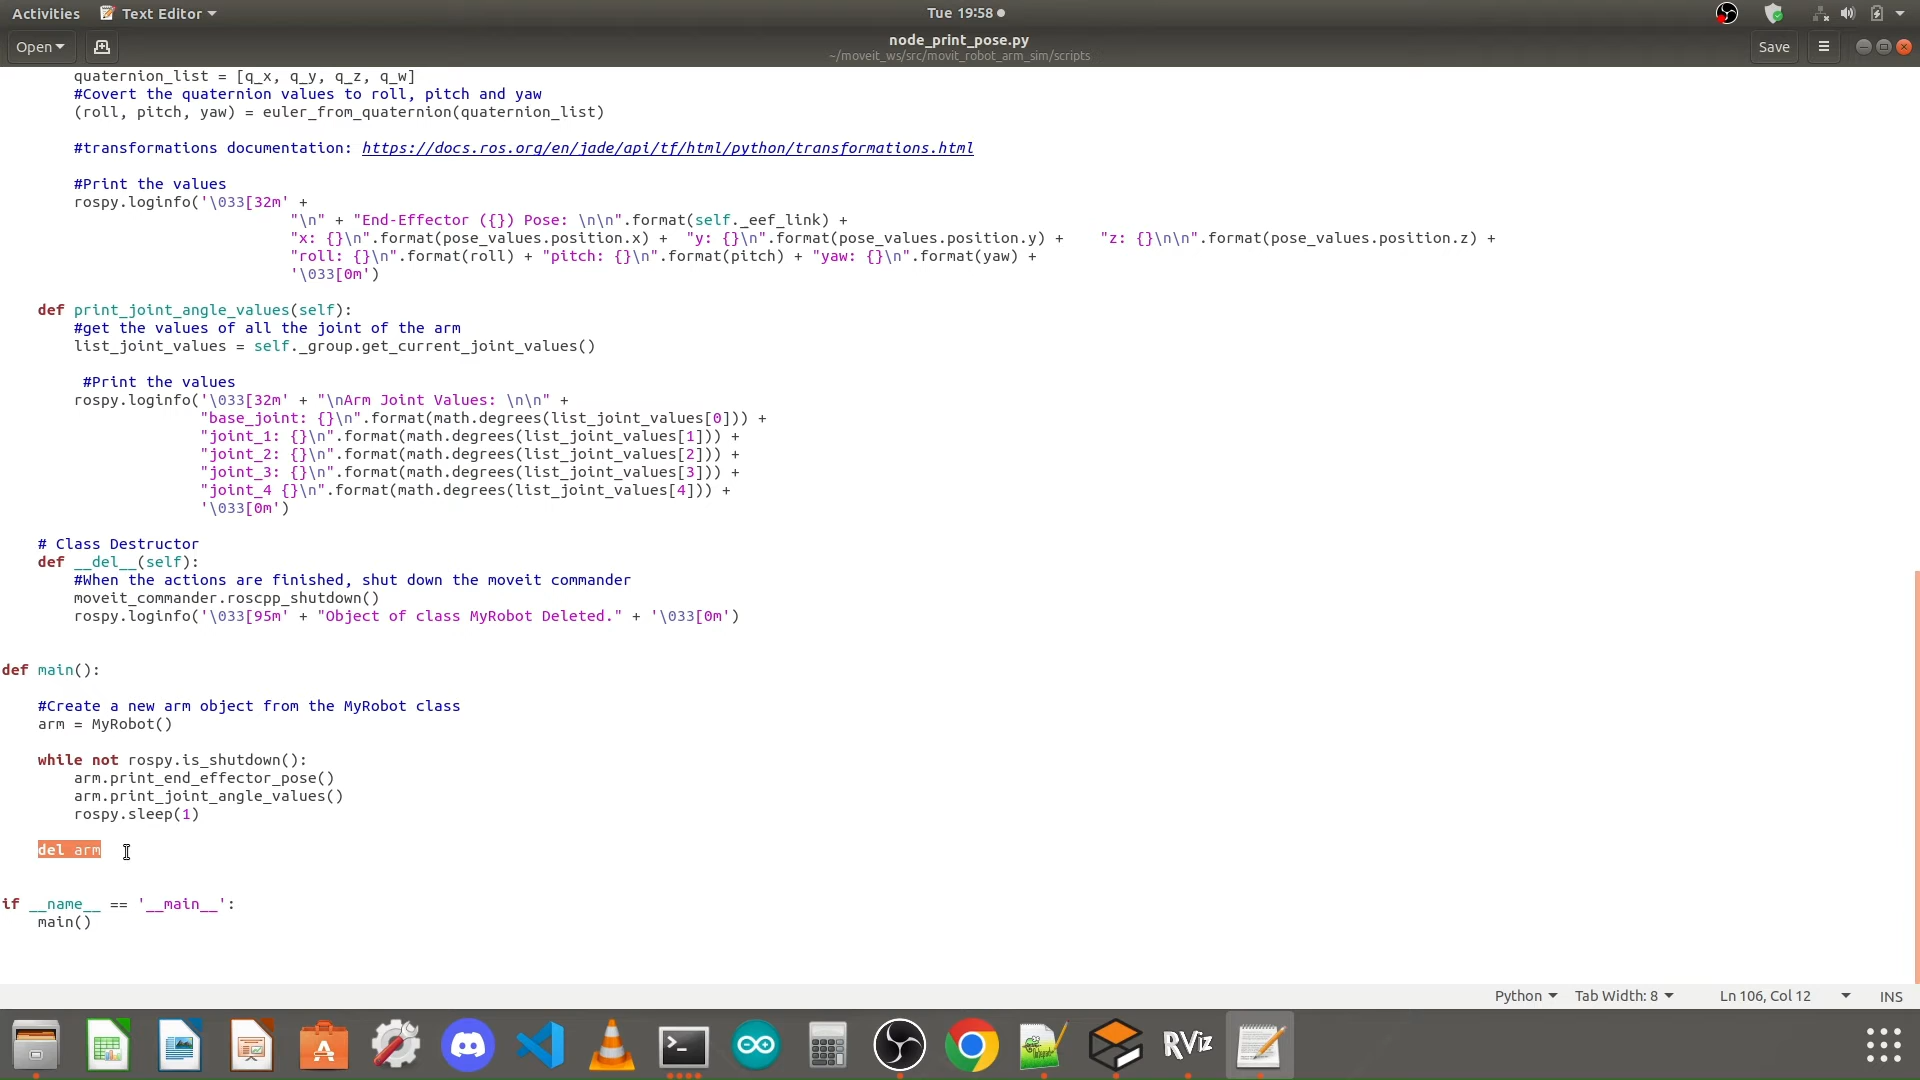 Activities Text Editor Tue 19:58
Open node_print_pose.py Save
~/moveit_ws/src/movit_robot_arm_sim/scripts
quaternion_list = [q_x, q_y, q_z, q_w]
#Covert the quaternion values to roll, pitch and yaw
(roll, pitch, yaw) = euler_from_quaternion(quaternion_list)
#transformations documentation: https://docs.ros.org/en/jade/api/tf/html/python/transformations.html
#Print the values
rospy.loginfo('\033[32m' +
"\n" + "End-Effector ({}) Pose: \n\n".format(self._eef_link) +
"x: {}\n".format(pose_values.position.x) + "y: {}\n".format(pose_values.position.y) + "z: {}\n\n".format(pose_values.position.z) +
"roll: {}\n".format(roll) + "pitch: {}\n".format(pitch) + "yaw: {}\n".format(yaw) +
'\033[0m')
def print_joint_angle_values(self):
#get the values of all the joint of the arm
list_joint_values = self._group.get_current_joint_values()
#Print the values
rospy.loginfo('\033[32m' + "\nArm Joint Values: \n\n" +
"base_joint: {}\n".format(math.degrees(list_joint_values[0])) +
"joint_1: {}\n".format(math.degrees(list_joint_values[1])) +
"joint_2: {}\n".format(math.degrees(list_joint_values[2])) +
"joint_3: {}\n".format(math.degrees(list_joint_values[3])) +
"joint_4 {}\n".format(math.degrees(list_joint_values[4])) +
'\033[0m')
# Class Destructor
def __del__(self):
#When the actions are finished, shut down the moveit commander
moveit_commander.roscpp_shutdown()
rospy.loginfo('\033[95m' + "Object of class MyRobot Deleted." + '\033[0m')
def main():
#Create a new arm object from the MyRobot class
arm = MyRobot()
while not rospy.is_shutdown():
arm.print_end_effector_pose()
arm.print_joint_angle_values()
rospy.sleep(1)
del arm
if __name__ == '__main__':
main()
Python Tab Width: 8 Ln 106, Col 12 INS
RViz